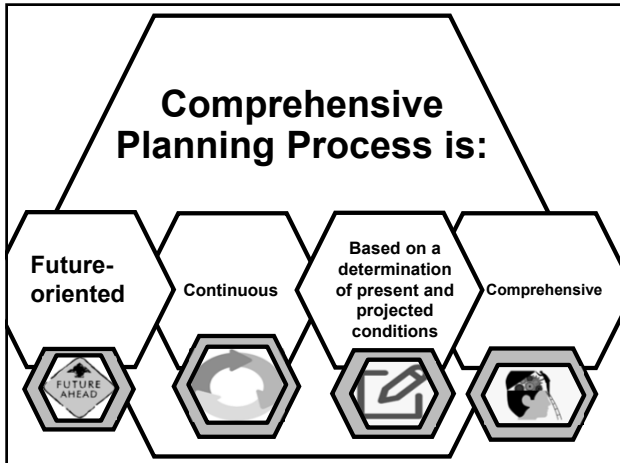 Comprehensive
Planning Process is:
Future-
oriented
Continuous
Based on a
determination
of present and
projected
conditions
Comprehensive
FUTURE
AHEAD